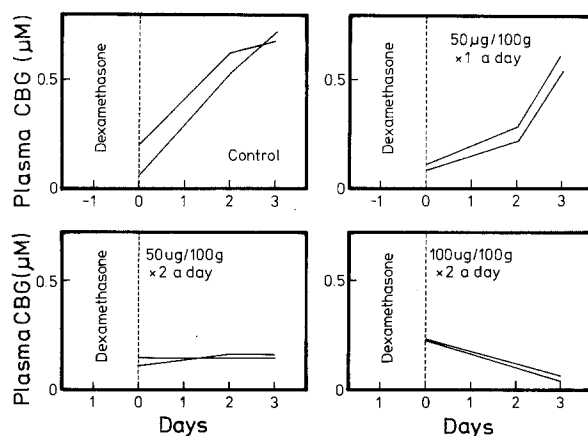 Plasma CBG (µM)
0.5
0
Dexamethasone
Control
-1 0 1 2 3
0.5
0
Dexamethasone
50µg/100g
×1 a day
-1 0 1 2 3
Plasma CBG(µM)
0.5
0
Dexamethasone
50ug/100g
×2 a day
1 0 1 2 3
Days
0.5
0
Dexamethasone
100ug/100g
×2 a day
1 0 1 2 3
Days